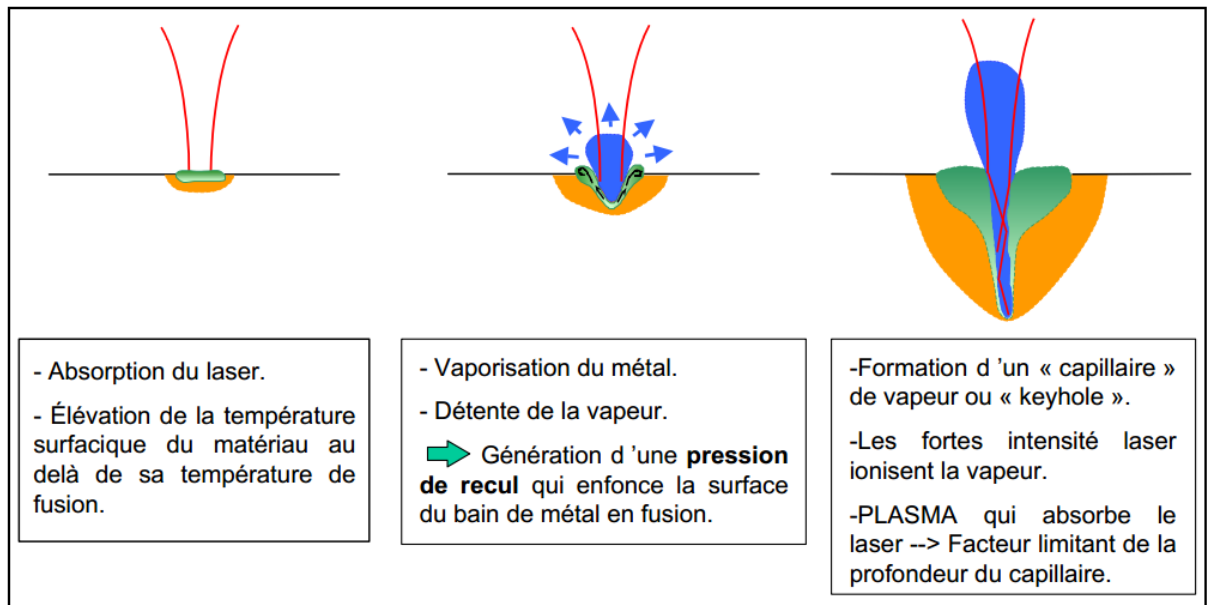 - Absorption du laser.
- Élévation de la température
surfacique du matériau au
delà de sa température de
fusion.
- Vaporisation du métal.
- Détente de la vapeur.
Génération d ’une pression
de recul qui enfonce la surface
du bain de métal en fusion.
-Formation d ’un « capillaire »
de vapeur ou « keyhole ».
-Les fortes intensité laser
ionisent la vapeur.
-PLASMA qui absorbe le
laser --> Facteur limitant de la
profondeur du capillaire.